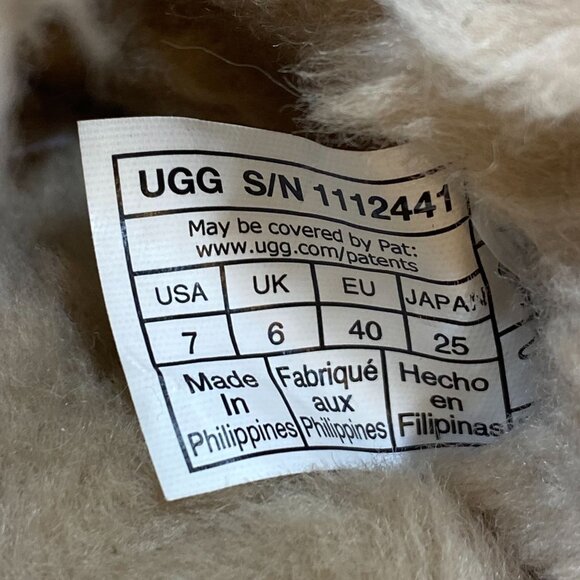 UGG S/N 1112441
May be covered by Pat:
www.ugg.com/patents
USA UK EU JAPAN
7 6 40 25
Made Fabriqué Hecho
In aux en
Philippines Philippines Filipinas